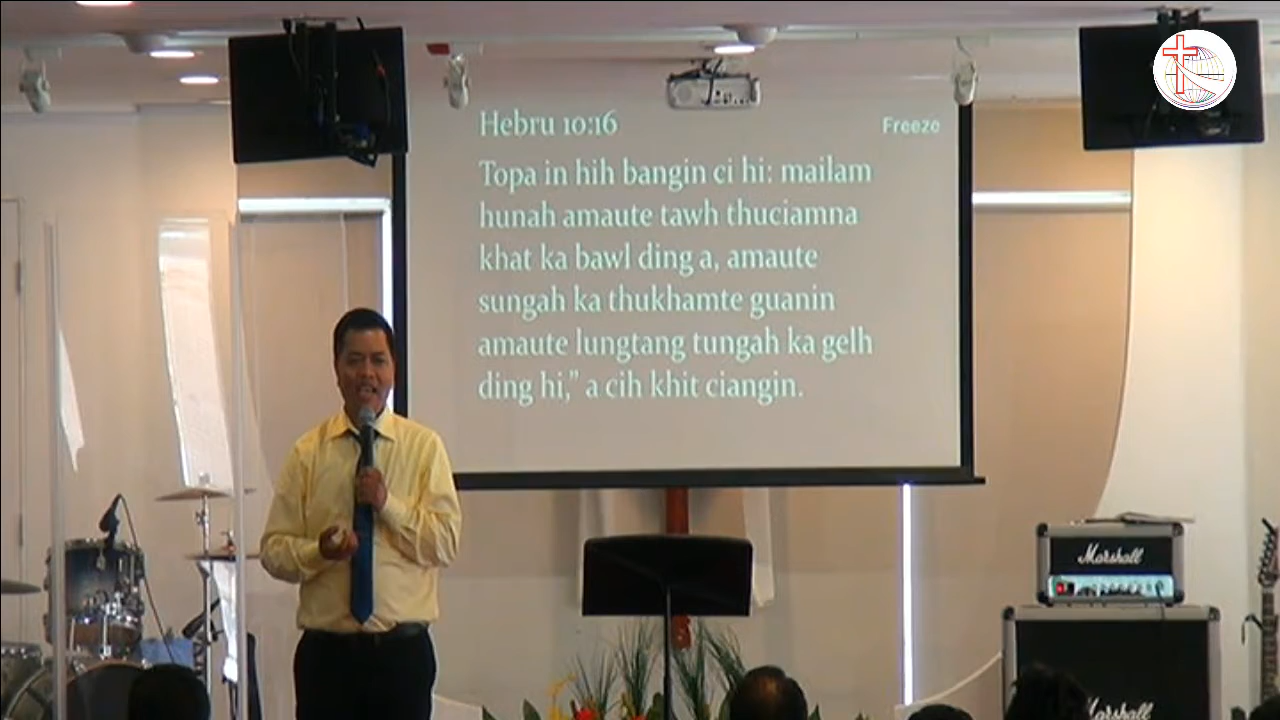 Hebru 10:16
Freeze
Topa in hih bangin ci hi: mailam
hunah amaute tawh thuciamna
khat ka bawl ding a, amaute
sungah ka thukhamte guanin
amaute lungtang tungah ka gelh
ding hi,” a cih khit ciangin.
Marshall
Marshall